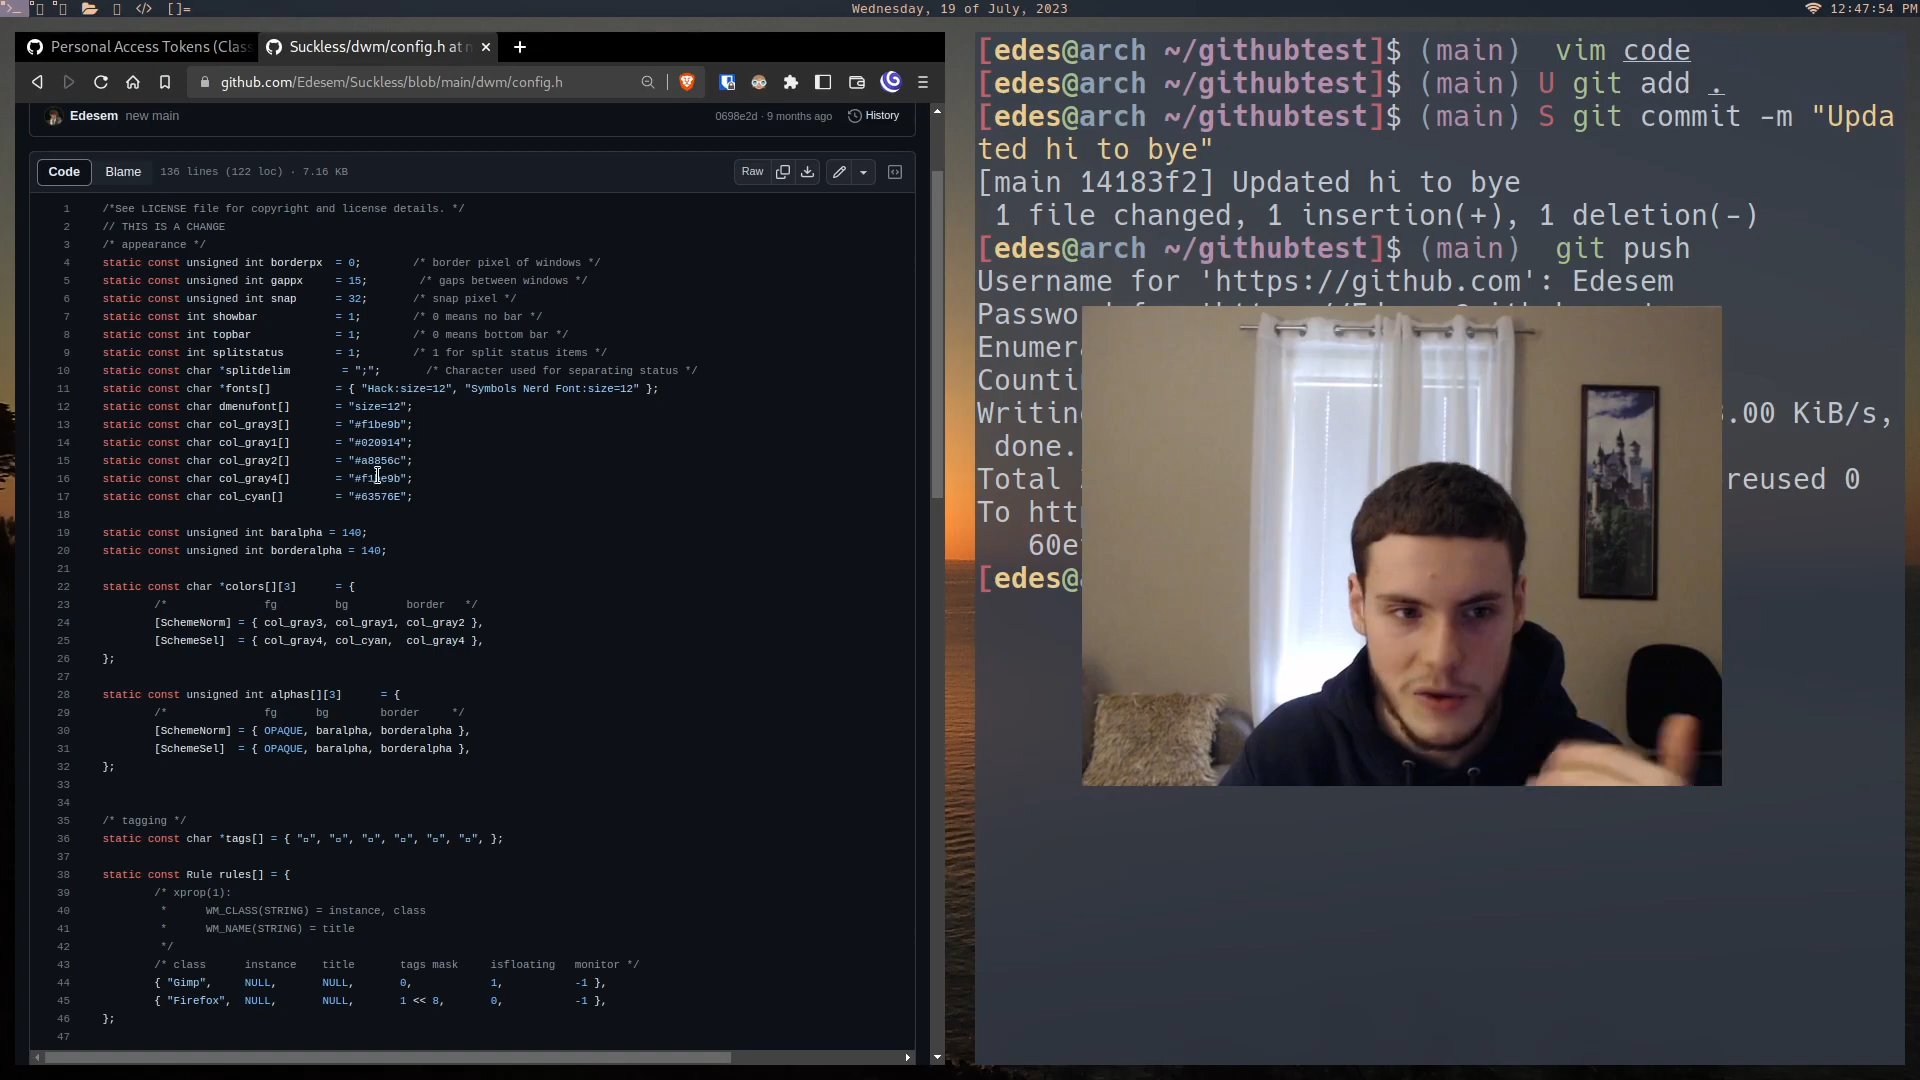 Wednesday, 19 of July, 2023
12:47:54 PM
Personal Access Tokens (Clas
Suckless/dwm/config.h at m
github.com/Edesem/Suckless/blob/main/dwm/config.h
Edesem new main
0698e2d · 9 months ago
History
Code Blame 136 lines (122 loc) · 7.16 KB
Raw
1 /*See LICENSE file for copyright and license details. */
2 // THIS IS A CHANGE
3 /* appearance */
4 static const unsigned int borderpx = 0; /* border pixel of windows */
5 static const unsigned int gappx = 15; /* gaps between windows */
6 static const unsigned int snap = 32; /* snap pixel */
7 static const int showbar = 1; /* 0 means no bar */
8 static const int topbar = 1; /* 0 means bottom bar */
9 static const int splitstatus = 1; /* 1 for split status items */
10 static const char *splitdelim = ";"; /* Character used for separating status */
11 static const char *fonts[] = { "Hack:size=12", "Symbols Nerd Font:size=12" };
12 static const char dmenufont[] = "size=12";
13 static const char col_gray3[] = "#f1be9b";
14 static const char col_gray1[] = "#020914";
15 static const char col_gray2[] = "#a8856c";
16 static const char col_gray4[] =
17 static const char col_cyan[] = "#63576E";
18
19 static const unsigned int baralpha = 140;
20 static const unsigned int borderalpha = 140;
21
22 static const char *colors[][3] = {
23 /* fg bg border */
24 [SchemeNorm] = { col_gray3, col_gray1, col_gray2 },
25 [SchemeSel] = { col_gray4, col_cyan, col_gray4 },
26 };
27
28 static const unsigned int alphas[][3] = {
29 /* fg bg border */
30 [SchemeNorm] = { OPAQUE, baralpha, borderalpha },
31 [SchemeSel] = { OPAQUE, baralpha, borderalpha },
32 };
33
34
35 /* tagging */
36 static const char *tags[] = { "▫", "▫", "▫", "▫", "▫", "▫", };
37
38 static const Rule rules[] = {
39 /* xprop(1):
40 * WM_CLASS(STRING) = instance, class
41 * WM_NAME(STRING) = title
42 */
43 /* class instance title tags mask isfloating monitor */
44 { "Gimp", NULL, NULL, 0, 1, -1 },
45 { "Firefox", NULL, NULL, 1 << 8, 0, -1 },
46 };
47
[edes@arch ~/githubtest]$ (main) vim code
[edes@arch ~/githubtest]$ (main) U git add .
[edes@arch ~/githubtest]$ (main) S git commit -m "Upda
ted hi to bye"
[main 14183f2] Updated hi to bye
1 file changed, 1 insertion(+), 1 deletion(-)
[edes@arch ~/githubtest]$ (main) git push
Username for 'https://github.com': Edesem
Passwo
Enumer
Countin
Writin
.00 KiB/s,
done.
Total
reused 0
To htt
60e
[edes@